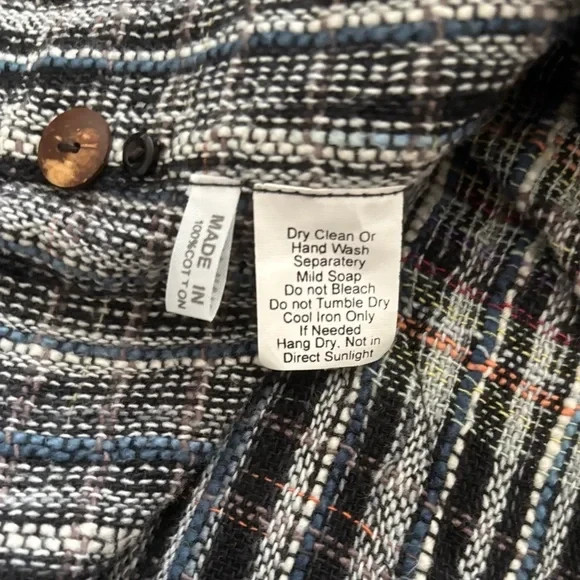 MADE IN
100%COTTON
Dry Clean Or
Hand Wash
Separatery
Mild Soap
Do not Bleach
Do not Tumble Dry
Cool Iron Only
If Needed
Hang Dry. Not in
Direct Sunlight